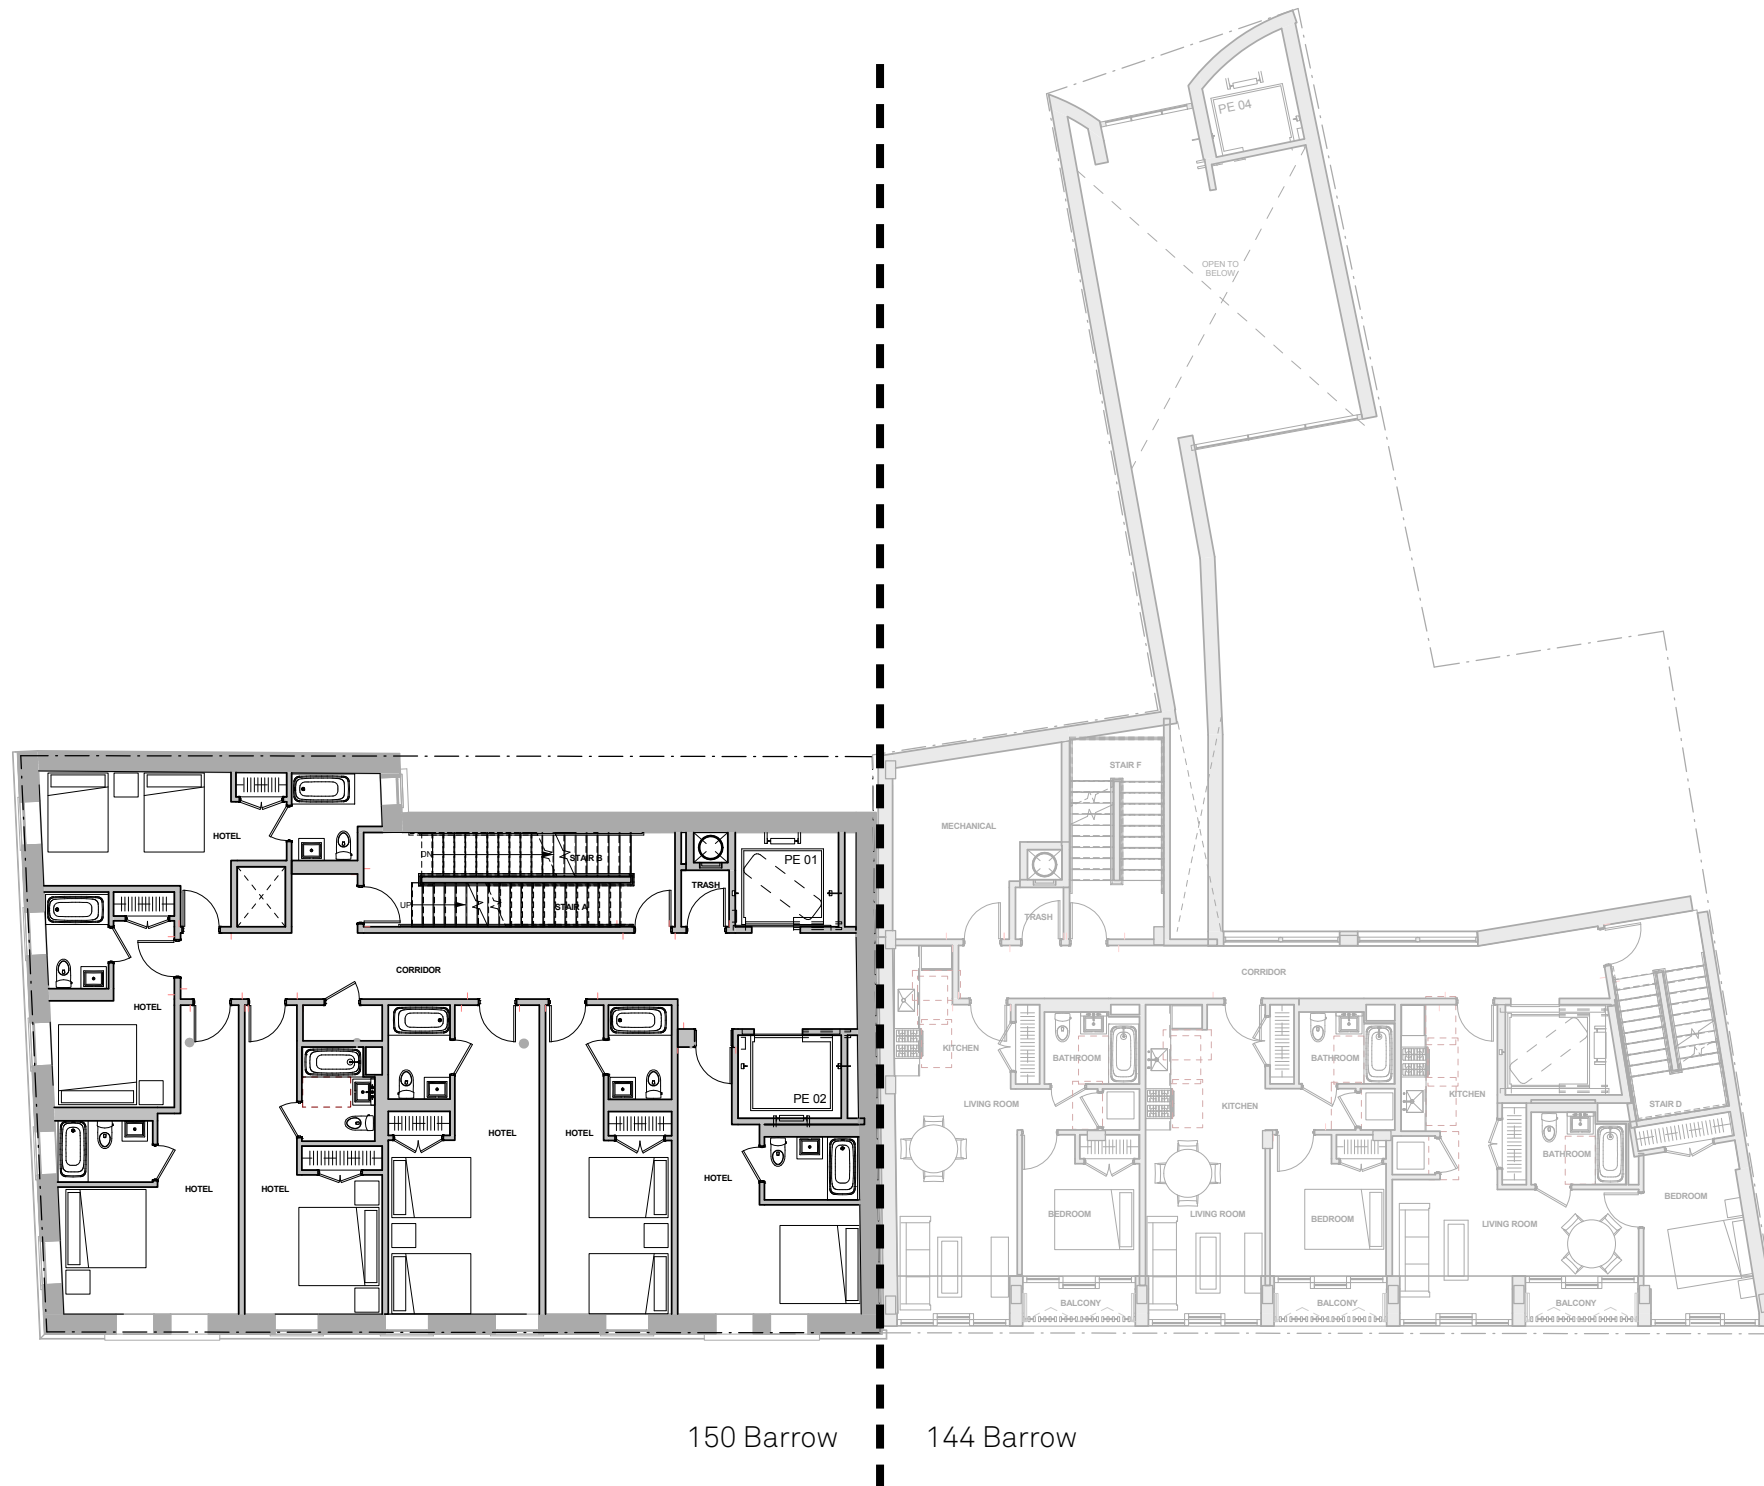 PE 04
OPEN TO
BELOW
STAIR F
MECHANICAL
HOTEL
DN
STAIR B
PE 01
TRASH
UP
STAIR A
TRASH
CORRIDOR
CORRIDOR
HOTEL
KITCHEN
BATHROOM
BATHROOM
PE 02
LIVING ROOM
KITCHEN
KITCHEN
STAIR D
HOTEL
HOTEL
BATHROOM
HOTEL
HOTEL
HOTEL
BEDROOM
BEDROOM
LIVING ROOM
BEDROOM
LIVING ROOM
BALCONY
BALCONY
BALCONY
150 Barrow
144 Barrow